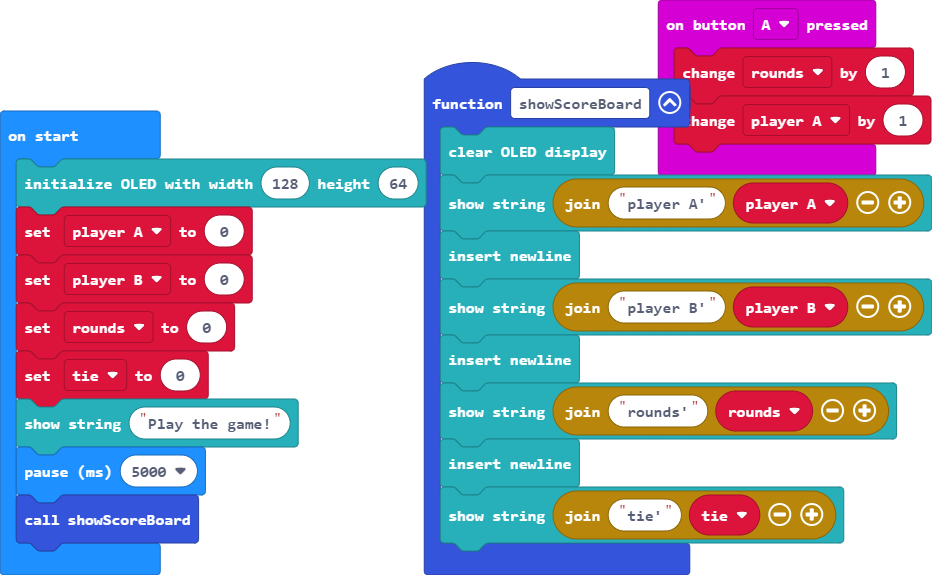 on start
initialize OLED with width 128 height 64
set player A to 0
set player B to 0
set rounds to 0
set tie to 0
show string "Play the game!"
pause (ms) 5000
call showScoreBoard
function showScoreBoard
clear OLED display
show string join "player A'" player A
insert newline
show string join "player B'" player B
insert newline
show string join "rounds'" rounds
insert newline
show string join "tie'" tie
on button A pressed
change rounds by 1
change player A by 1